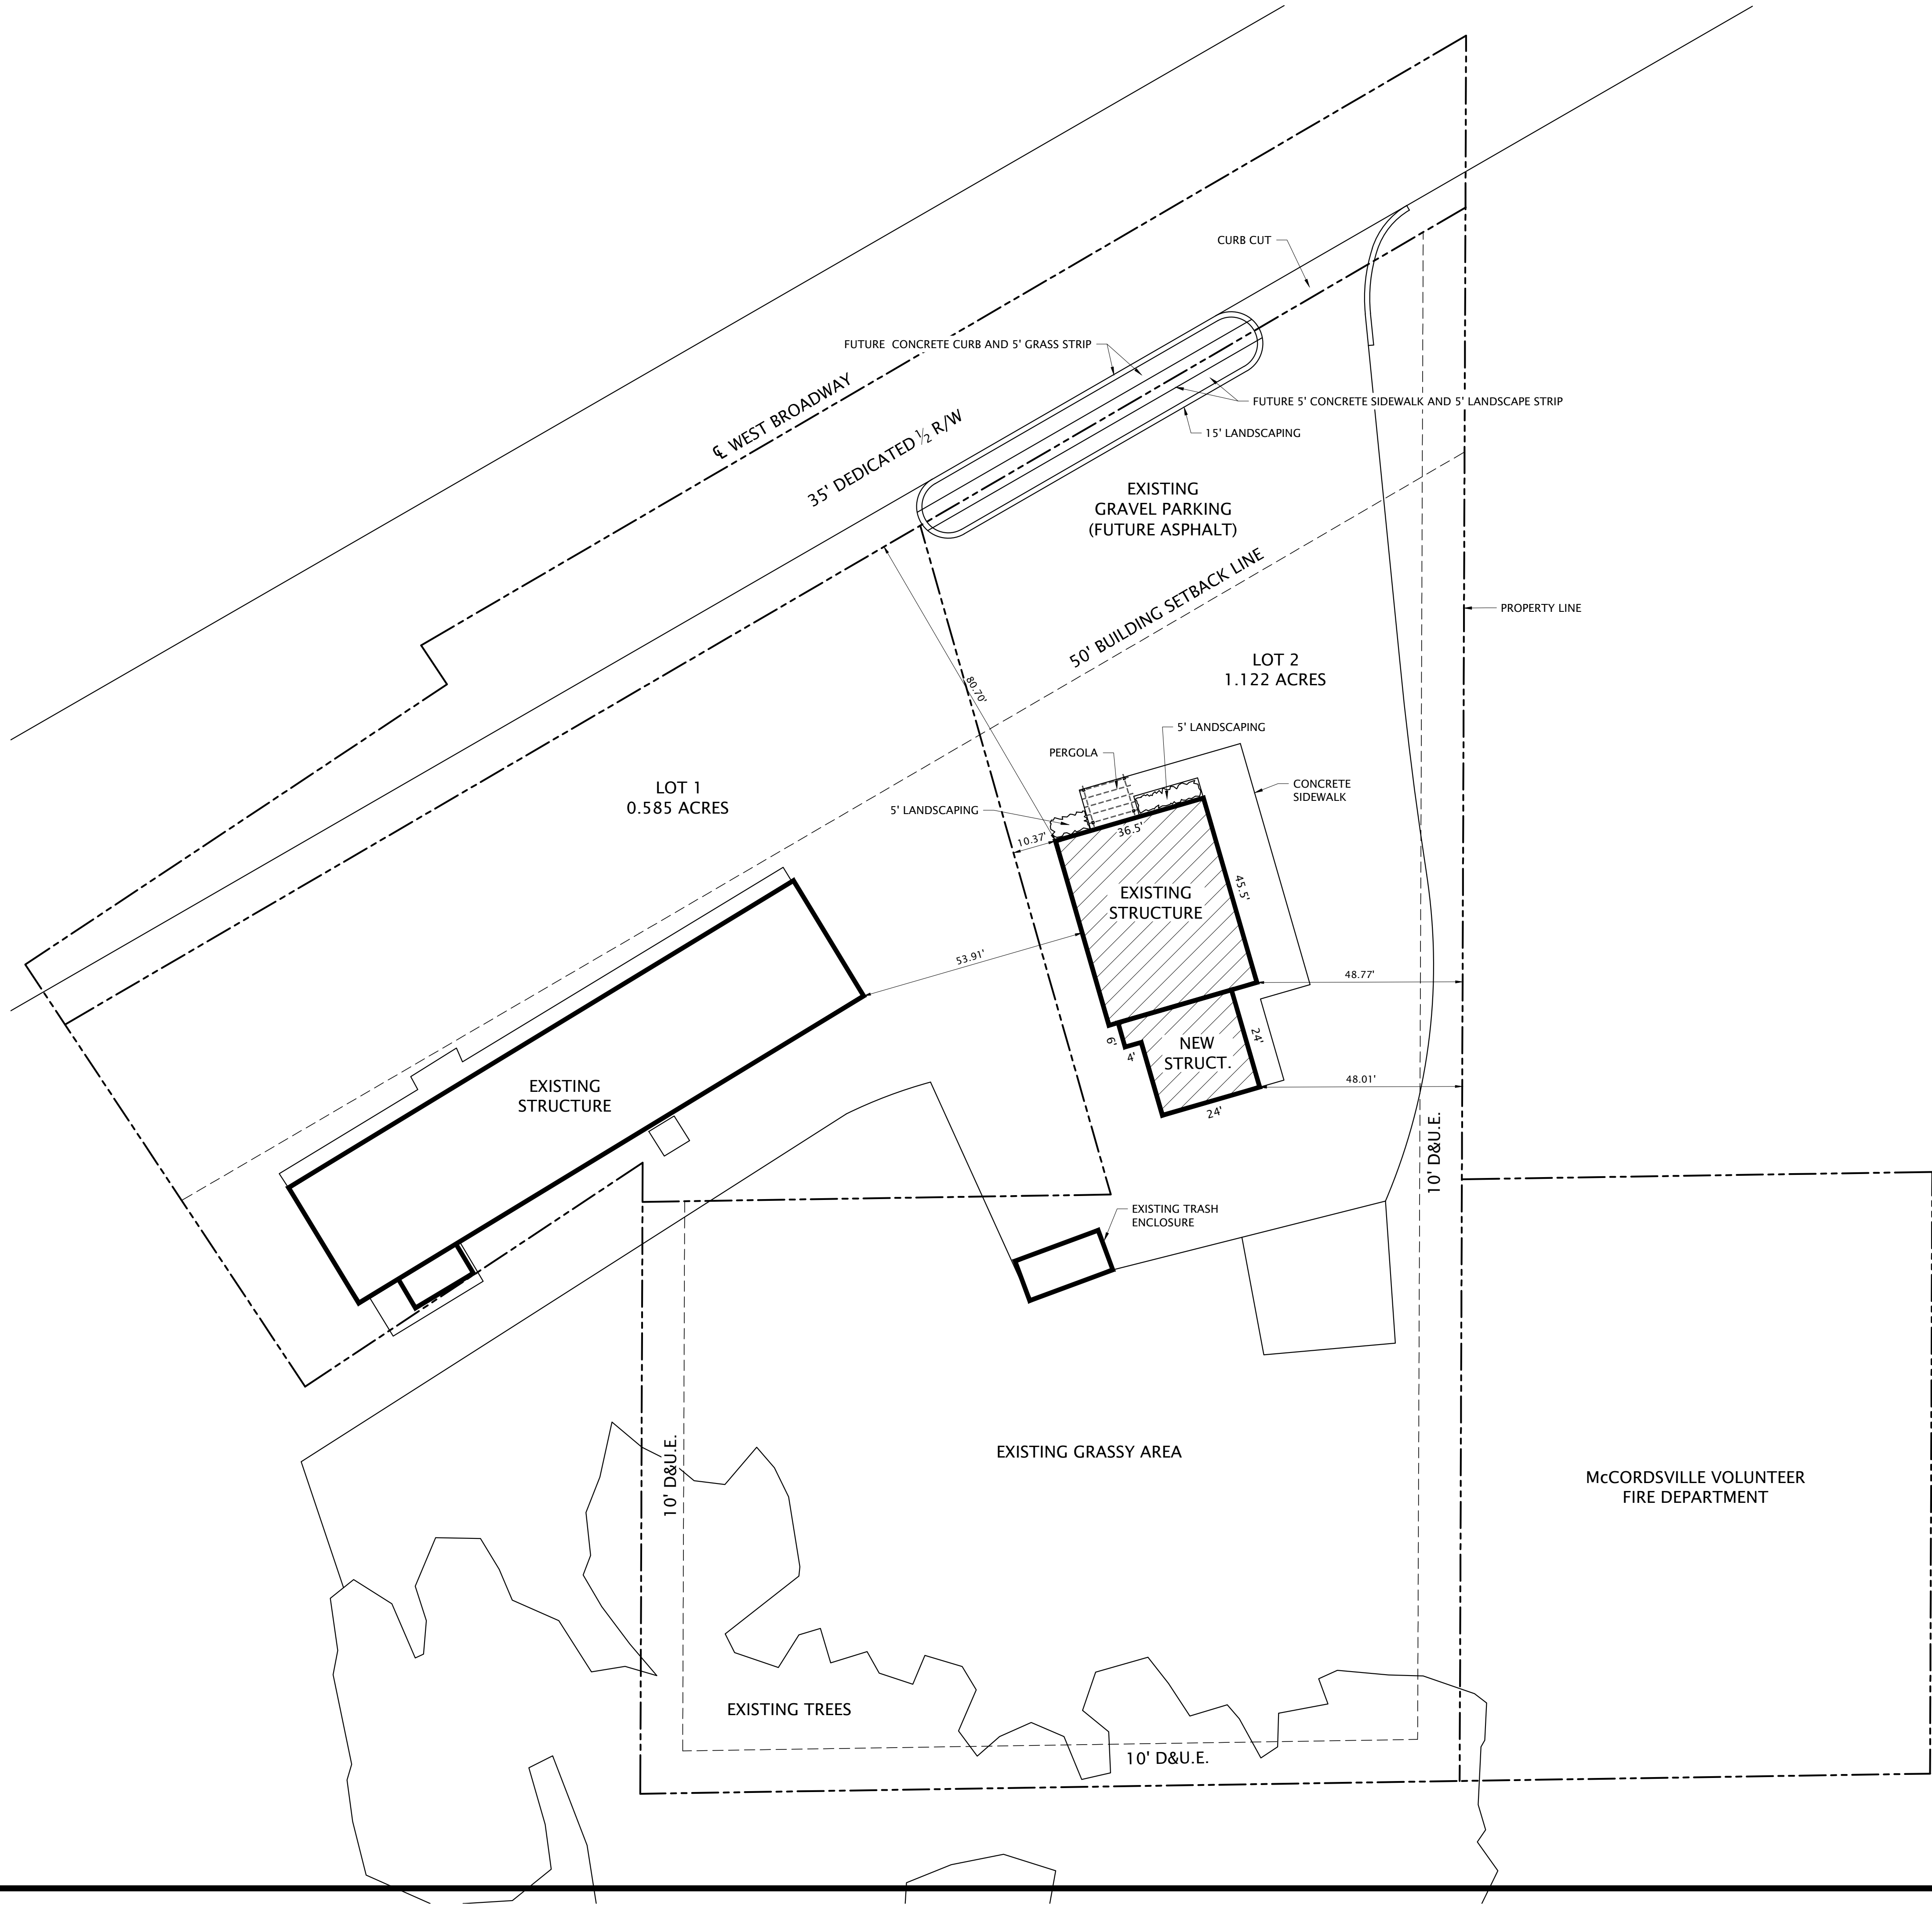 CURB CUT
FUTURE CONCRETE CURB AND 5' GRASS STRIP
℄ WEST BROADWAY
35' DEDICATED ½ R/W
FUTURE 5' CONCRETE SIDEWALK AND 5' LANDSCAPE STRIP
15' LANDSCAPING
EXISTING
GRAVEL PARKING
(FUTURE ASPHALT)
50' BUILDING SETBACK LINE
PROPERTY LINE
LOT 2
1.122 ACRES
80.70'
5' LANDSCAPING
PERGOLA
CONCRETE
SIDEWALK
LOT 1
0.585 ACRES
5' LANDSCAPING
36.5'
10.37'
EXISTING
STRUCTURE
45.5'
53.91'
48.77'
NEW
STRUCT.
6'
4'
24'
24'
48.01'
EXISTING
STRUCTURE
10' D&U.E.
EXISTING TRASH
ENCLOSURE
10' D&U.E.
EXISTING GRASSY AREA
McCORDSVILLE VOLUNTEER
FIRE DEPARTMENT
EXISTING TREES
10' D&U.E.